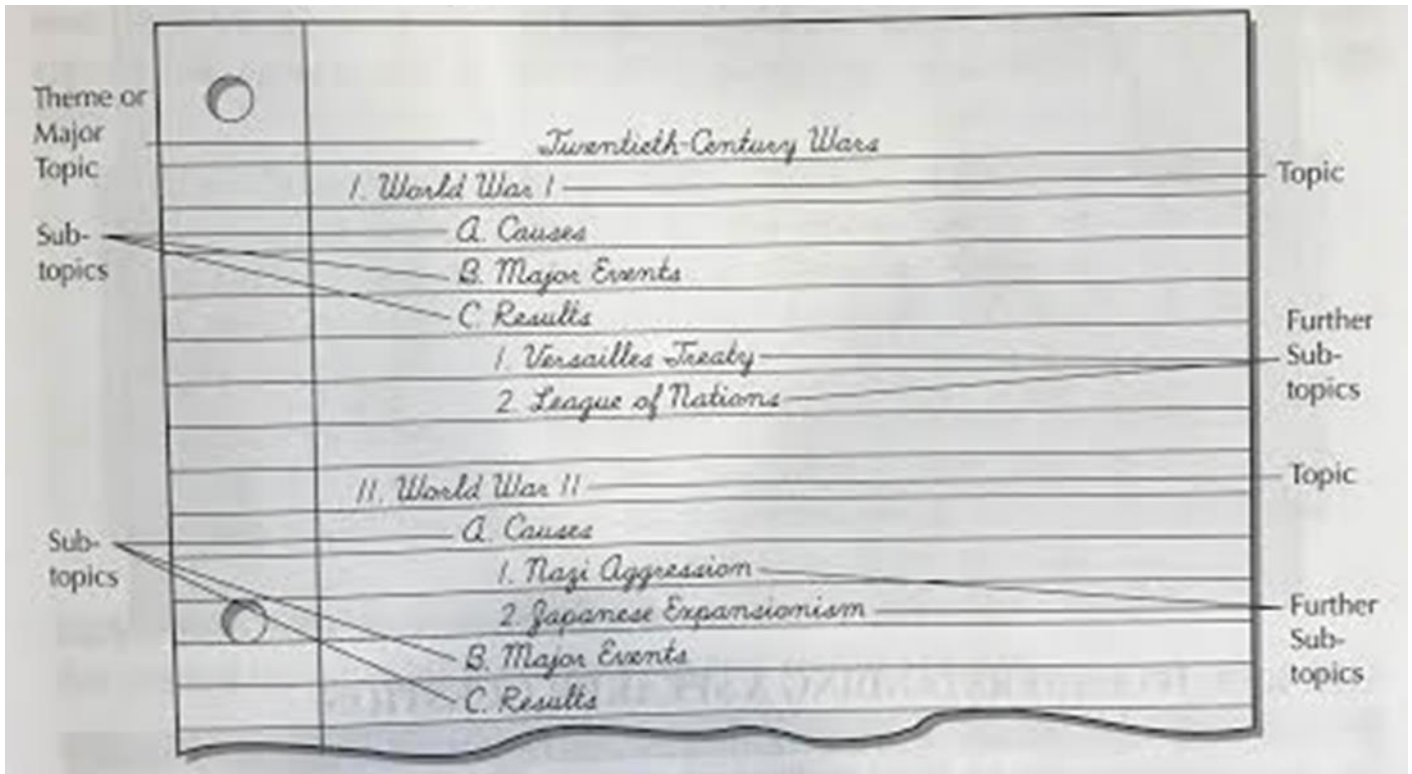 Theme or
Major
Topic
Twentieth-Century Wars
Topic
I. World War I
Sub-
topics
A. Causes
B. Major Events
C. Results
Further
Sub-
topics
1. Versailles Treaty
2. League of Nations
II. World War II
Topic
Sub-
topics
A. Causes
1. Nazi Aggression
2. Japanese Expansionism
Further
Sub-
topics
B. Major Events
C. Results